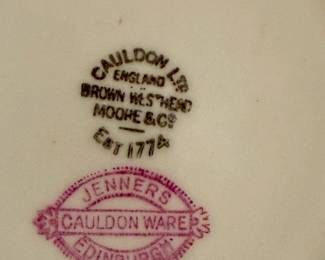 CAULDON LTD
ENGLAND
BROWN WESTHEAD
MOORE & CO
EST 1774
JENNERS
CAULDON WARE
EDINBURGH